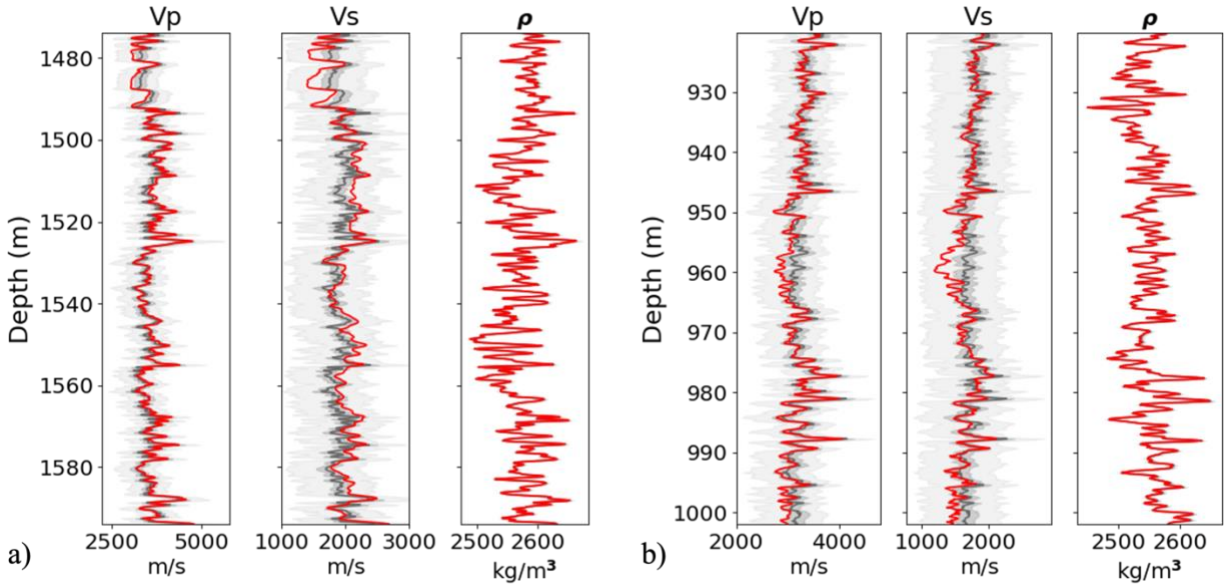 Vp Vs ρ
Depth (m)
1480
1500
1520
1540
1560
1580
2500 5000 1000 2000 3000 2500 2600
m/s m/s kg/m³
a)
Vp Vs ρ
Depth (m)
930
940
950
960
970
980
990
1000
2000 4000 1000 2000 2500 2600
m/s m/s kg/m³
b)